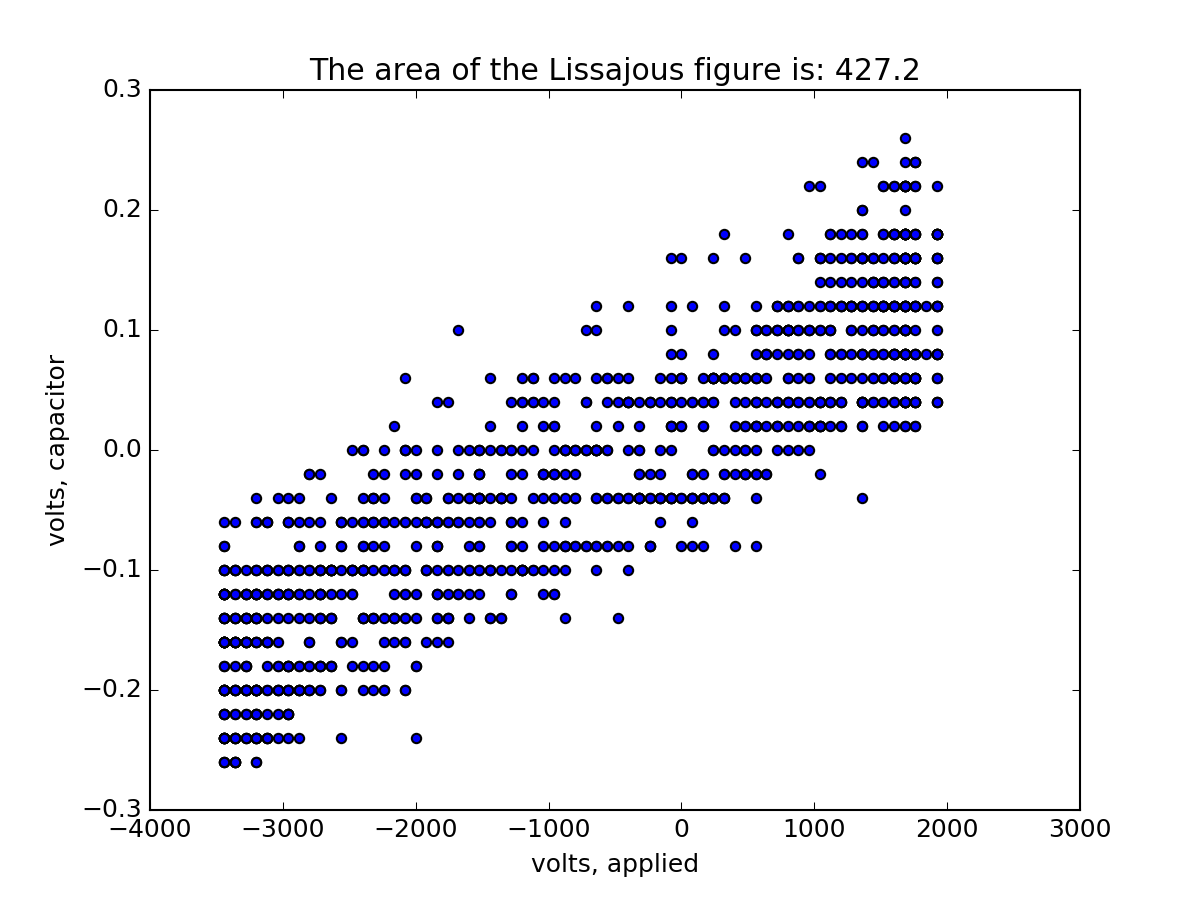 The area of the Lissajous figure is: 427.2
0.3
0.2
0.1
0.0
−0.1
−0.2
−0.3
volts, capacitor
−4000 −3000 −2000 −1000 0 1000 2000 3000
volts, applied